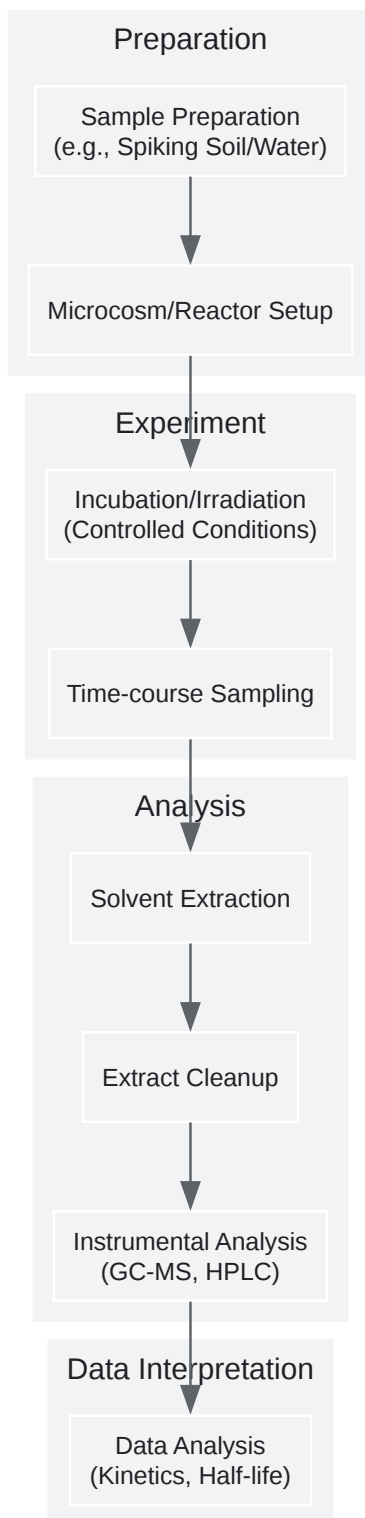 Preparation
Sample Preparation
(e.g., Spiking Soil/Water)
Microcosm/Reactor Setup
Experiment
Incubation/Irradiation
(Controlled Conditions)
Time-course Sampling
Analysis
Solvent Extraction
Extract Cleanup
Instrumental Analysis
(GC-MS, HPLC)
Data Interpretation
Data Analysis
(Kinetics, Half-life)